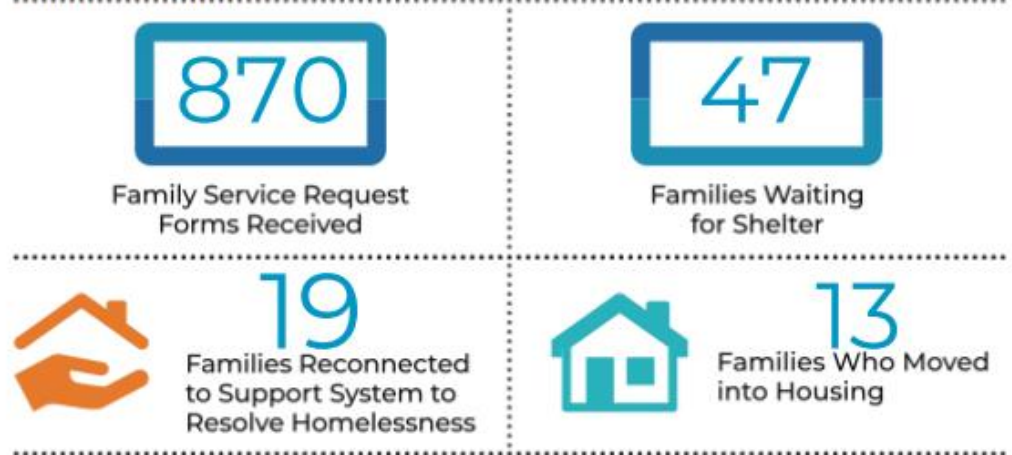 870
Family Service Request
Forms Received
47
Families Waiting
for Shelter
19
Families Reconnected
to Support System to
Resolve Homelessness
13
Families Who Moved
into Housing